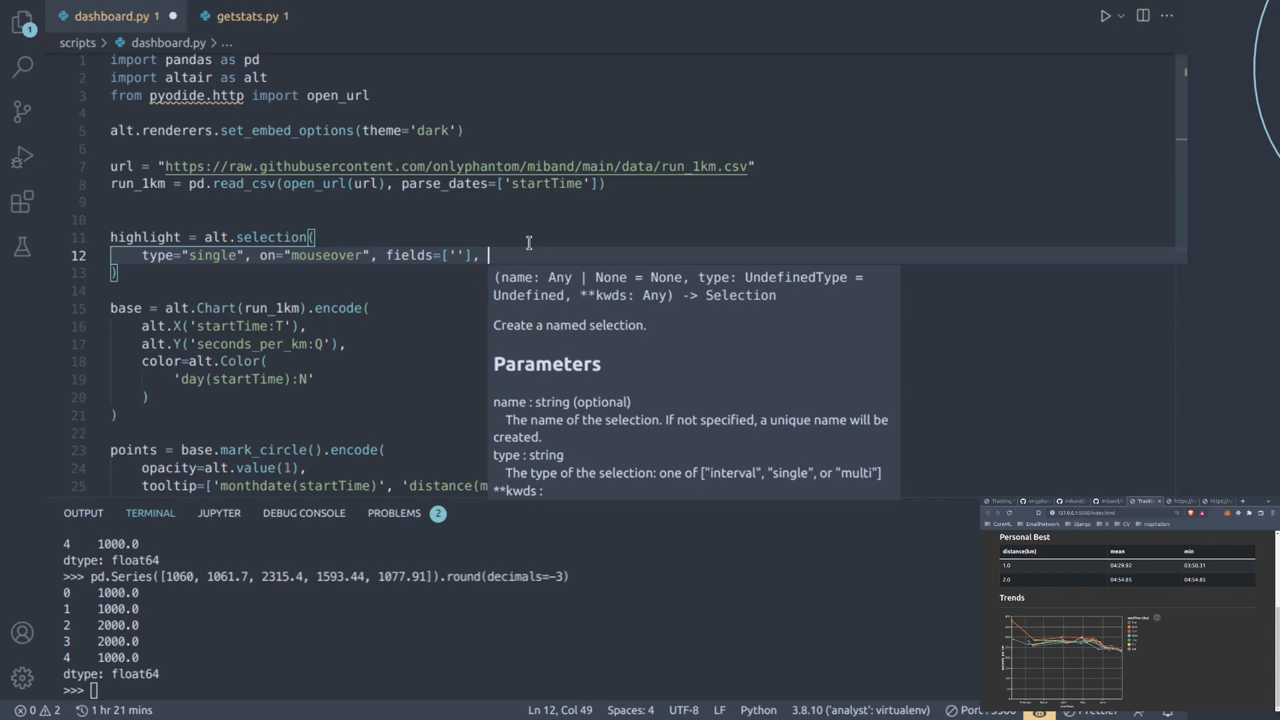 dashboard.py 1
getstats.py 1
1
scripts > dashboard.py > ...
1 import pandas as pd
2 import altair as alt
3 from pyodide.http import open_url
4
5 alt.renderers.set_embed_options(theme='dark')
6
7 url = "https://raw.githubusercontent.com/onlyphantom/miband/main/data/run_1km.csv"
8 run_1km = pd.read_csv(open_url(url), parse_dates=['startTime'])
9
10
11 highlight = alt.selection(
12 type="single", on="mouseover", fields=[''],
13 )
14
15 base = alt.Chart(run_1km).encode(
16 alt.X('startTime:T'),
17 alt.Y('seconds_per_km:Q'),
18 color=alt.Color(
19 'day(startTime):N'
20 )
21 )
22
23 points = base.mark_circle().encode(
24 opacity=alt.value(1),
25 tooltip=['monthdate(startTime)', 'distance(m
(name: Any | None = None, type: UndefinedType =
Undefined, **kwds: Any) -> Selection
Create a named selection.
Parameters
name : string (optional)
The name of the selection. If not specified, a unique name will be
created.
type : string
The type of the selection: one of ["interval", "single", or "multi"]
**kwds :
OUTPUT TERMINAL JUPYTER DEBUG CONSOLE PROBLEMS 2
4 1000.0
dtype: float64
>>> pd.Series([1060, 1061.7, 2315.4, 1593.44, 1077.91]).round(decimals=-3)
0 1000.0
1 1000.0
2 2000.0
3 2000.0
4 1000.0
dtype: float64
>>>
Personal Best
distance(km) mean min
1.0 04:29.92 03:50.31
2.0 04:54.85 04:54.85
Trends
0 2 1 hr 21 mins Ln 12, Col 49 Spaces: 4 UTF-8 LF Python 3.8.10 ('analyst': virtualenv)